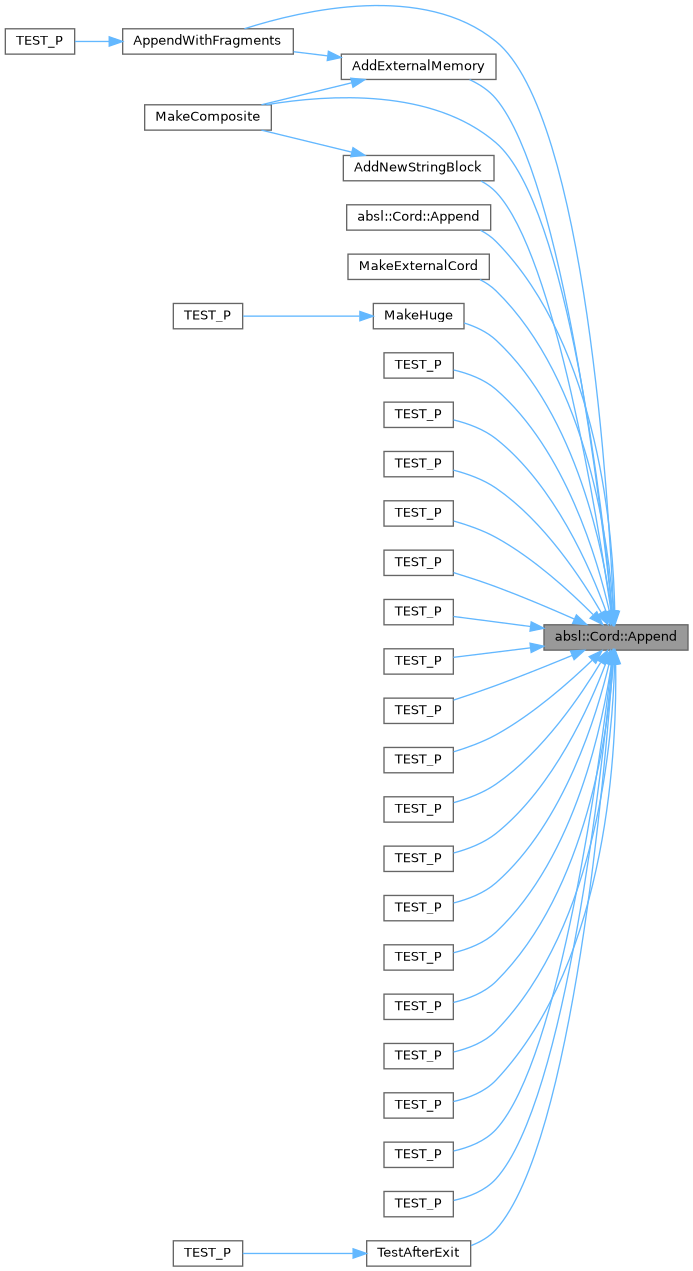 TEST_P
AppendWithFragments
AddExternalMemory
MakeComposite
AddNewStringBlock
absl::Cord::Append
MakeExternalCord
TEST_P
MakeHuge
TEST_P
TEST_P
TEST_P
TEST_P
TEST_P
TEST_P
absl::Cord::Append
TEST_P
TEST_P
TEST_P
TEST_P
TEST_P
TEST_P
TEST_P
TEST_P
TEST_P
TEST_P
TEST_P
TEST_P
TEST_P
TestAfterExit